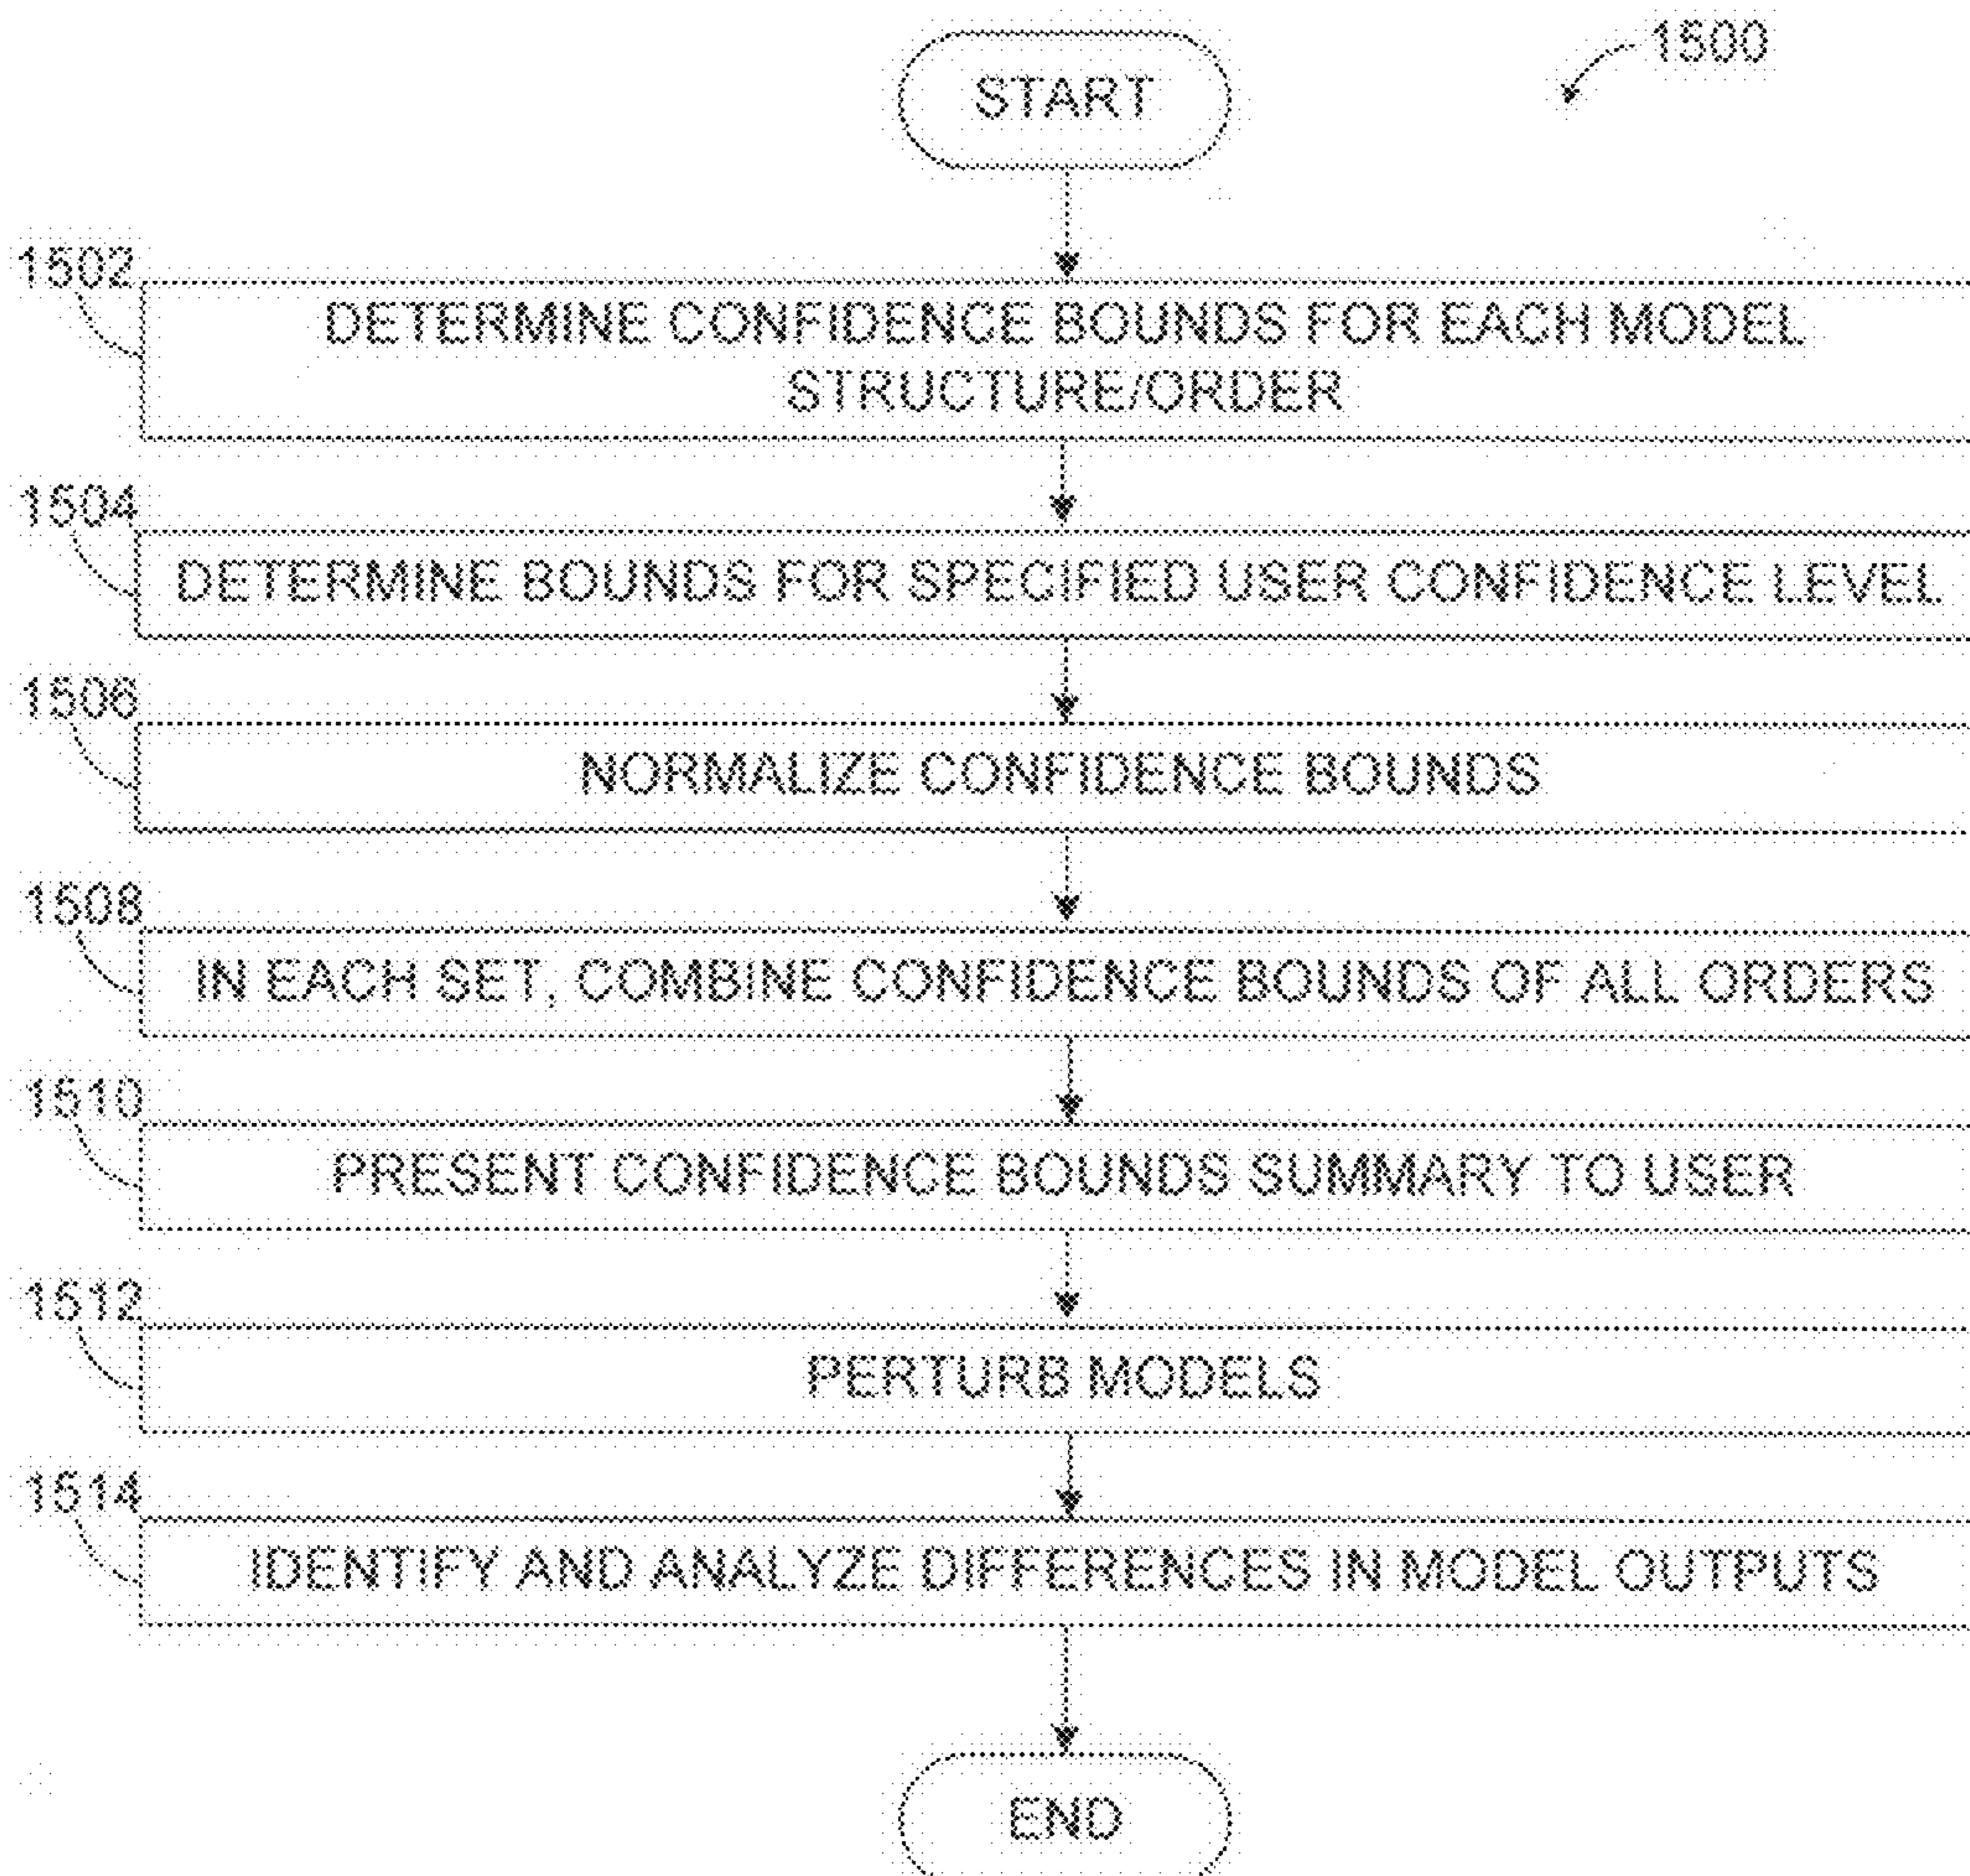 START
1500
1502
DETERMINE CONFIDENCE BOUNDS FOR EACH MODEL
STRUCTURE/ORDER
1504
DETERMINE BOUNDS FOR SPECIFIED USER CONFIDENCE LEVEL
1506
NORMALIZE CONFIDENCE BOUNDS
1508
IN EACH SET, COMBINE CONFIDENCE BOUNDS OF ALL ORDERS
1510
PRESENT CONFIDENCE BOUNDS SUMMARY TO USER
1512
PERTURB MODELS
1514
IDENTIFY AND ANALYZE DIFFERENCES IN MODEL OUTPUTS
END